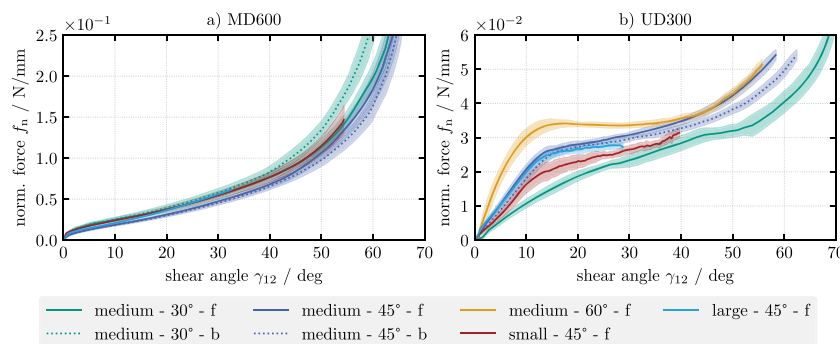 a) MD600
×10⁻¹
2.5
2.0
1.5
1.0
0.5
0.0
norm. force fₙ / N/mm
0 10 20 30 40 50 60 70
shear angle γ₁₂ / deg
b) UD300
×10⁻²
6
5
4
3
2
1
0
norm. force fₙ / N/mm
0 10 20 30 40 50 60 70
shear angle γ₁₂ / deg
medium - 30° - f
medium - 45° - f
medium - 60° - f
large - 45° - f
medium - 30° - b
medium - 45° - b
small - 45° - f